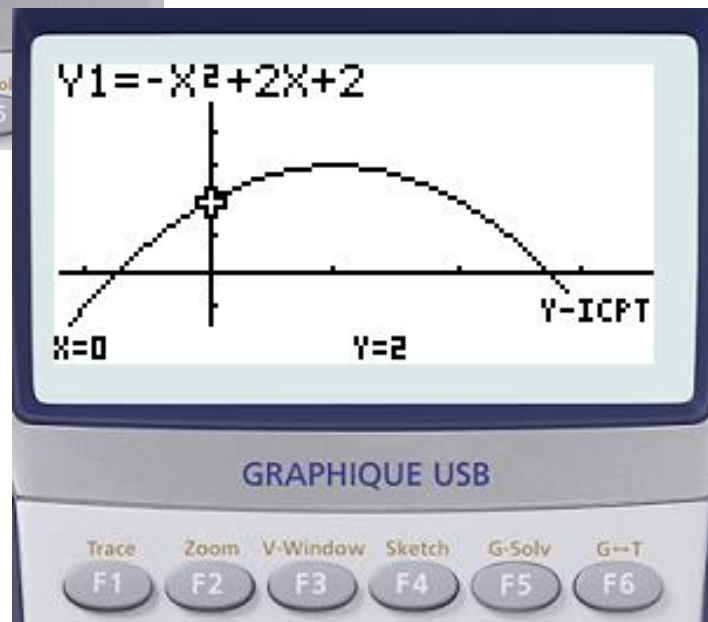 Y1=-X²+2X+2
Y-ICPT
X=0 Y=2
GRAPHIQUE USB
Trace Zoom V-Window Sketch G-Solv G↔T
F1 F2 F3 F4 F5 F6